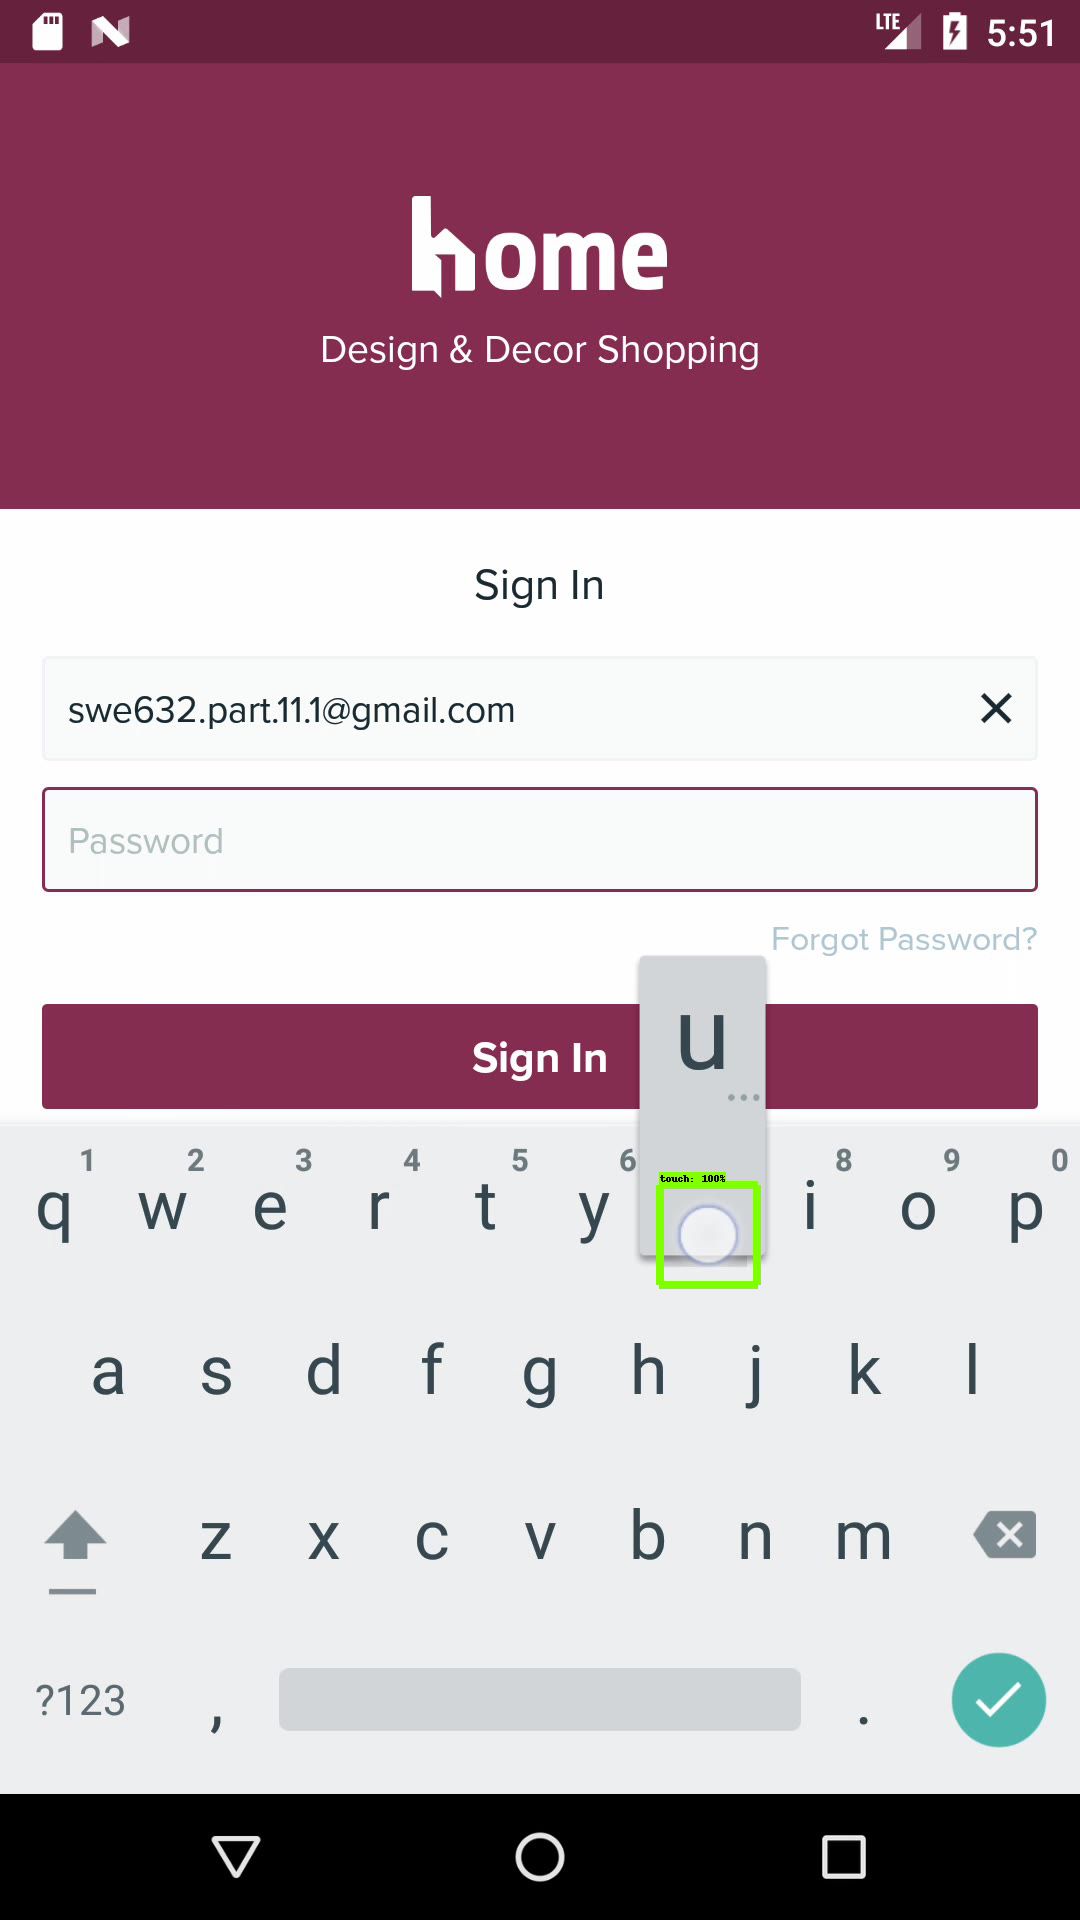 LTE 5:51
home
Design & Decor Shopping
Sign In
swe632.part.11.1@gmail.com
Password
Forgot Password?
Sign In
u
...
1 2 3 4 5 6 8 9 0
touch: 100%
q w e r t y i o p
a s d f g h j k l
z x c v b n m
?123 , .